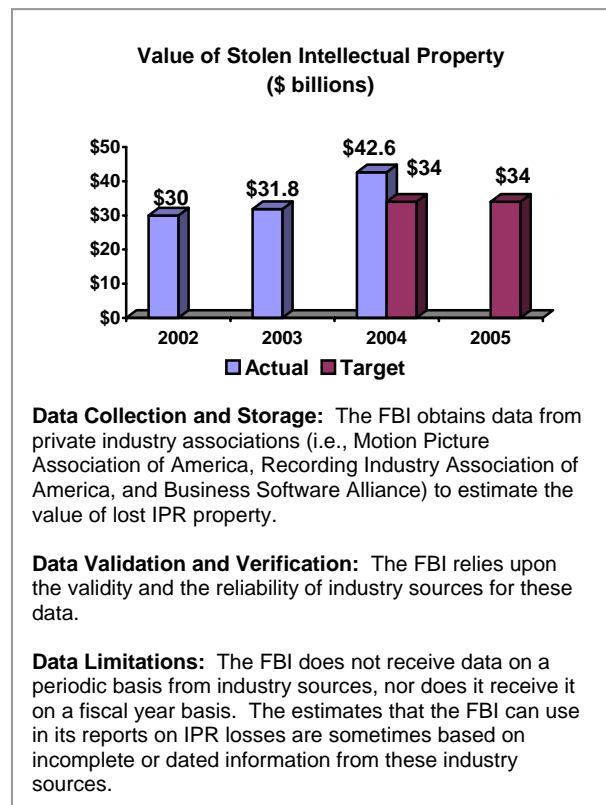 Value of Stolen Intellectual Property
($ billions)
$50
$40
$30
$20
$10
$0
$30
$31.8
$42.6
$34
$34
2002 2003 2004 2005
Actual Target
Data Collection and Storage: The FBI obtains data from
private industry associations (i.e., Motion Picture
Association of America, Recording Industry Association of
America, and Business Software Alliance) to estimate the
value of lost IPR property.
Data Validation and Verification: The FBI relies upon
the validity and the reliability of industry sources for these
data.
Data Limitations: The FBI does not receive data on a
periodic basis from industry sources, nor does it receive it
on a fiscal year basis. The estimates that the FBI can use
in its reports on IPR losses are sometimes based on
incomplete or dated information from these industry
sources.